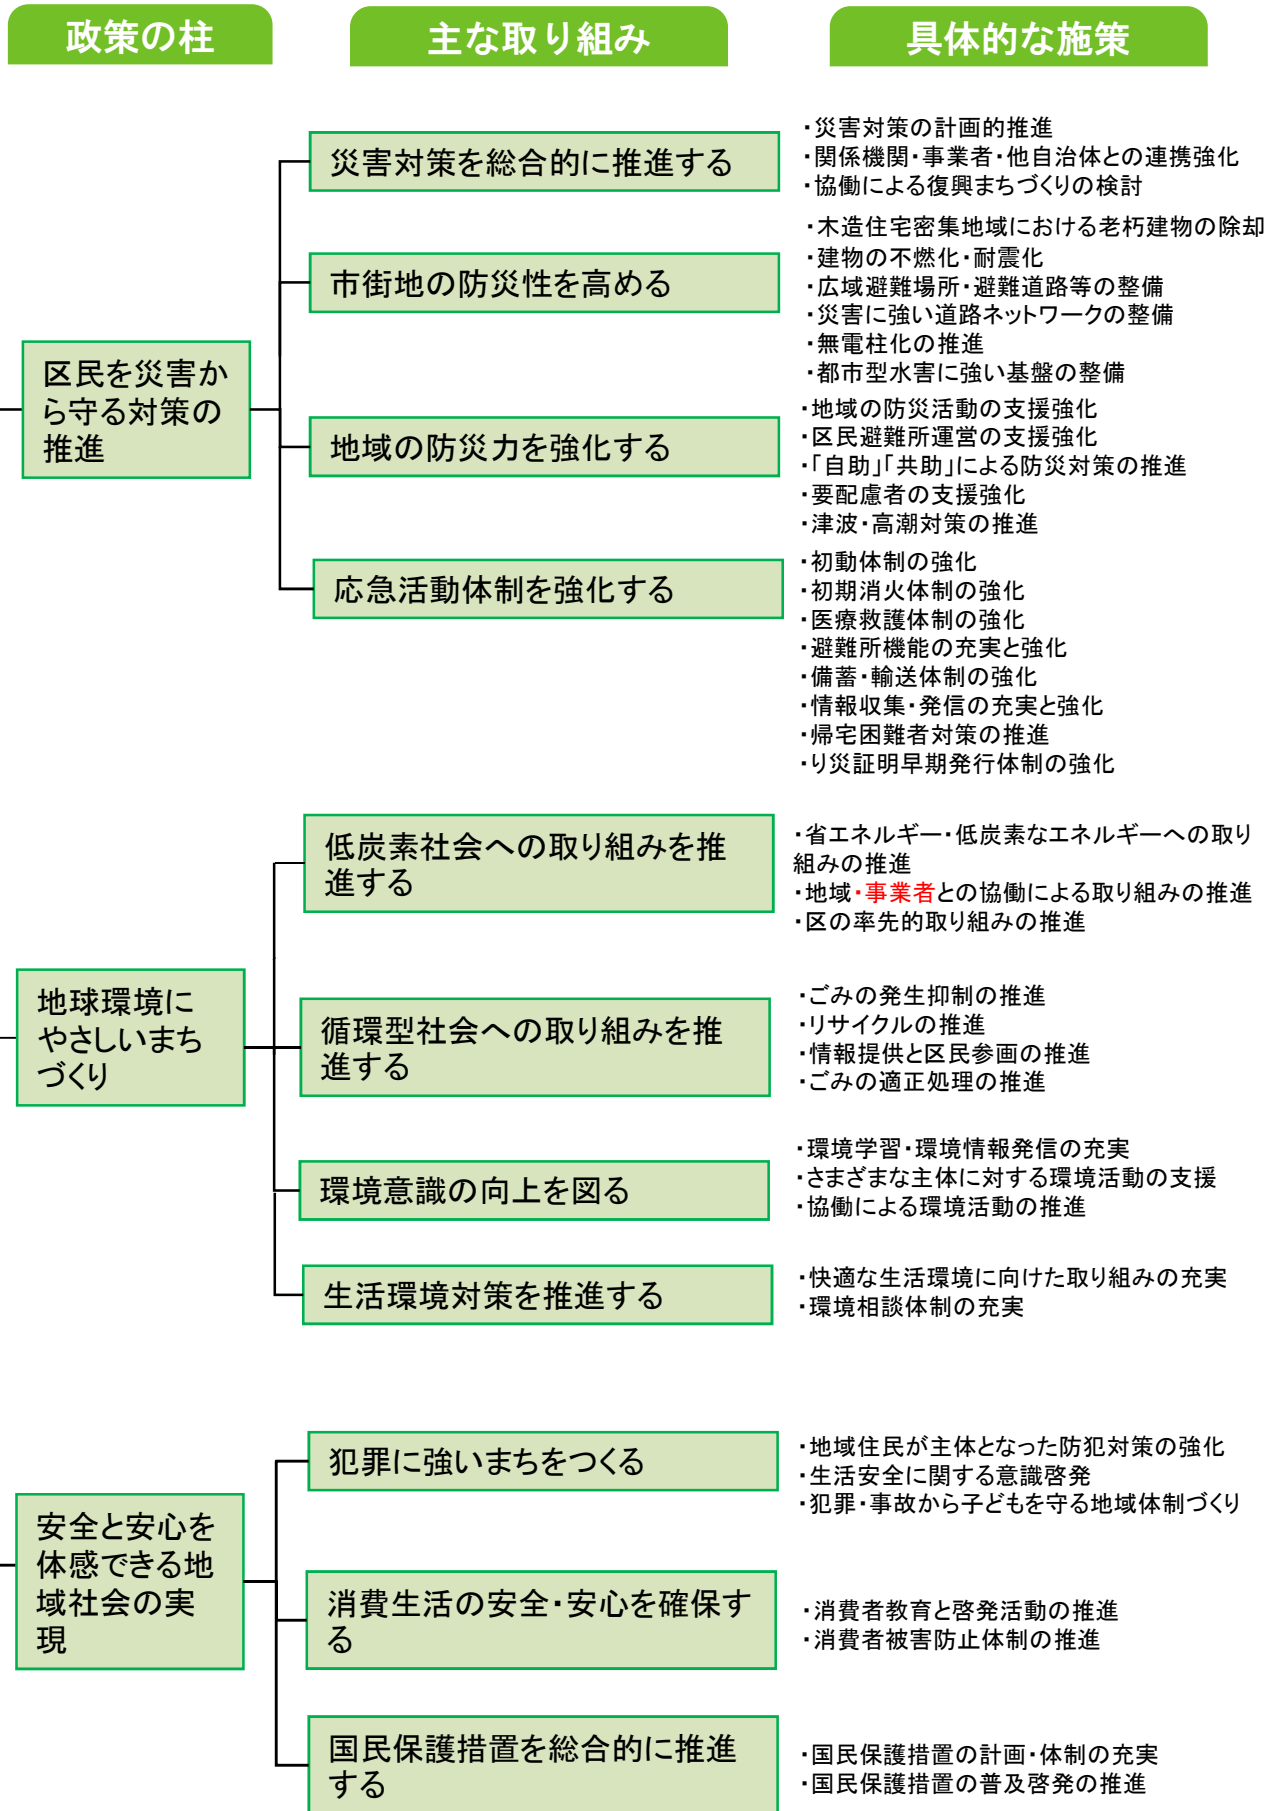 政策の柱
主な取り組み
具体的な施策
区民を災害か
ら守る対策の
推進
災害対策を総合的に推進する
・災害対策の計画的推進
・関係機関・事業者・他自治体との連携強化
・協働による復興まちづくりの検討
市街地の防災性を高める
・木造住宅密集地域における老朽建物の除却
・建物の不燃化・耐震化
・広域避難場所・避難道路等の整備
・災害に強い道路ネットワークの整備
・無電柱化の推進
・都市型水害に強い基盤の整備
地域の防災力を強化する
・地域の防災活動の支援強化
・区民避難所運営の支援強化
・「自助」「共助」による防災対策の推進
・要配慮者の支援強化
・津波・高潮対策の推進
応急活動体制を強化する
・初動体制の強化
・初期消火体制の強化
・医療救護体制の強化
・避難所機能の充実と強化
・備蓄・輸送体制の強化
・情報収集・発信の充実と強化
・帰宅困難者対策の推進
・り災証明早期発行体制の強化
地球環境に
やさしいまち
づくり
低炭素社会への取り組みを推
進する
・省エネルギー・低炭素なエネルギーへの取り
組みの推進
・地域・事業者との協働による取り組みの推進
・区の率先的取り組みの推進
循環型社会への取り組みを推
進する
・ごみの発生抑制の推進
・リサイクルの推進
・情報提供と区民参画の推進
・ごみの適正処理の推進
環境意識の向上を図る
・環境学習・環境情報発信の充実
・さまざまな主体に対する環境活動の支援
・協働による環境活動の推進
生活環境対策を推進する
・快適な生活環境に向けた取り組みの充実
・環境相談体制の充実
安全と安心を
体感できる地
域社会の実
現
犯罪に強いまちをつくる
・地域住民が主体となった防犯対策の強化
・生活安全に関する意識啓発
・犯罪・事故から子どもを守る地域体制づくり
消費生活の安全・安心を確保す
る
・消費者教育と啓発活動の推進
・消費者被害防止体制の推進
国民保護措置を総合的に推進
する
・国民保護措置の計画・体制の充実
・国民保護措置の普及啓発の推進